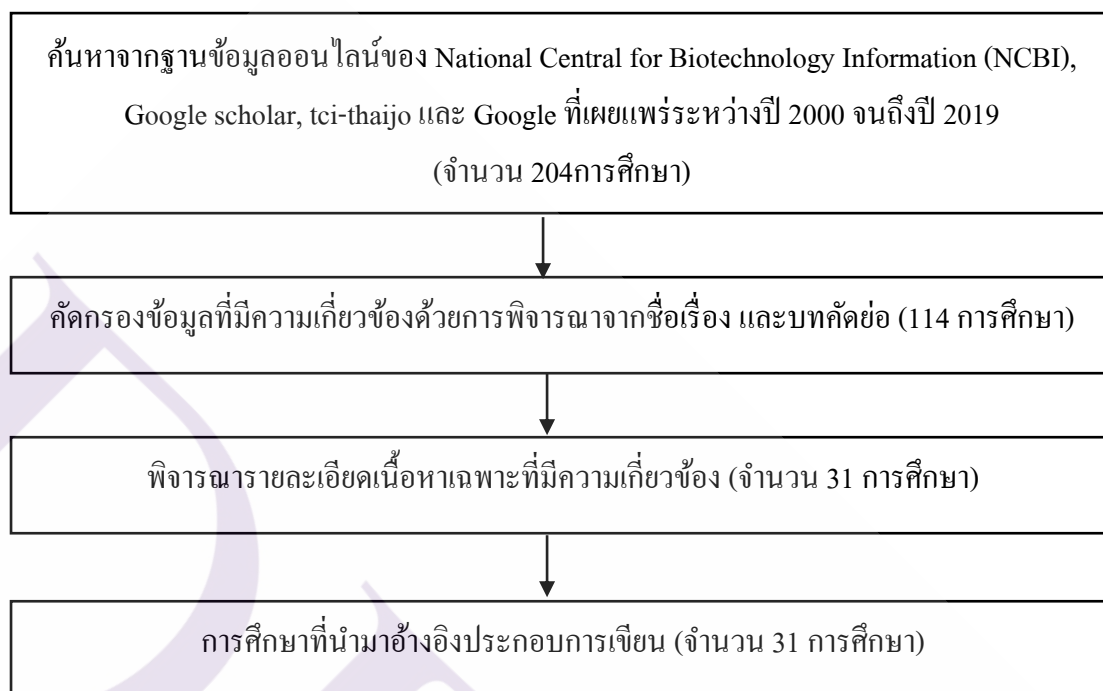 ค้นหาจากฐานข้อมูลออนไลน์ของ National Central for Biotechnology Information (NCBI),
Google scholar, tci-thaijo และ Google ที่เผยแพร่ระหว่างปี 2000 จนถึงปี 2019
(จำนวน 204การศึกษา)
คัดกรองข้อมูลที่มีความเกี่ยวข้องด้วยการพิจารณาจากชื่อเรื่อง และบทคัดย่อ (114 การศึกษา)
พิจารณารายละเอียดเนื้อหาเฉพาะที่มีความเกี่ยวข้อง (จำนวน 31 การศึกษา)
การศึกษาที่นำมาอ้างอิงประกอบการเขียน (จำนวน 31 การศึกษา)